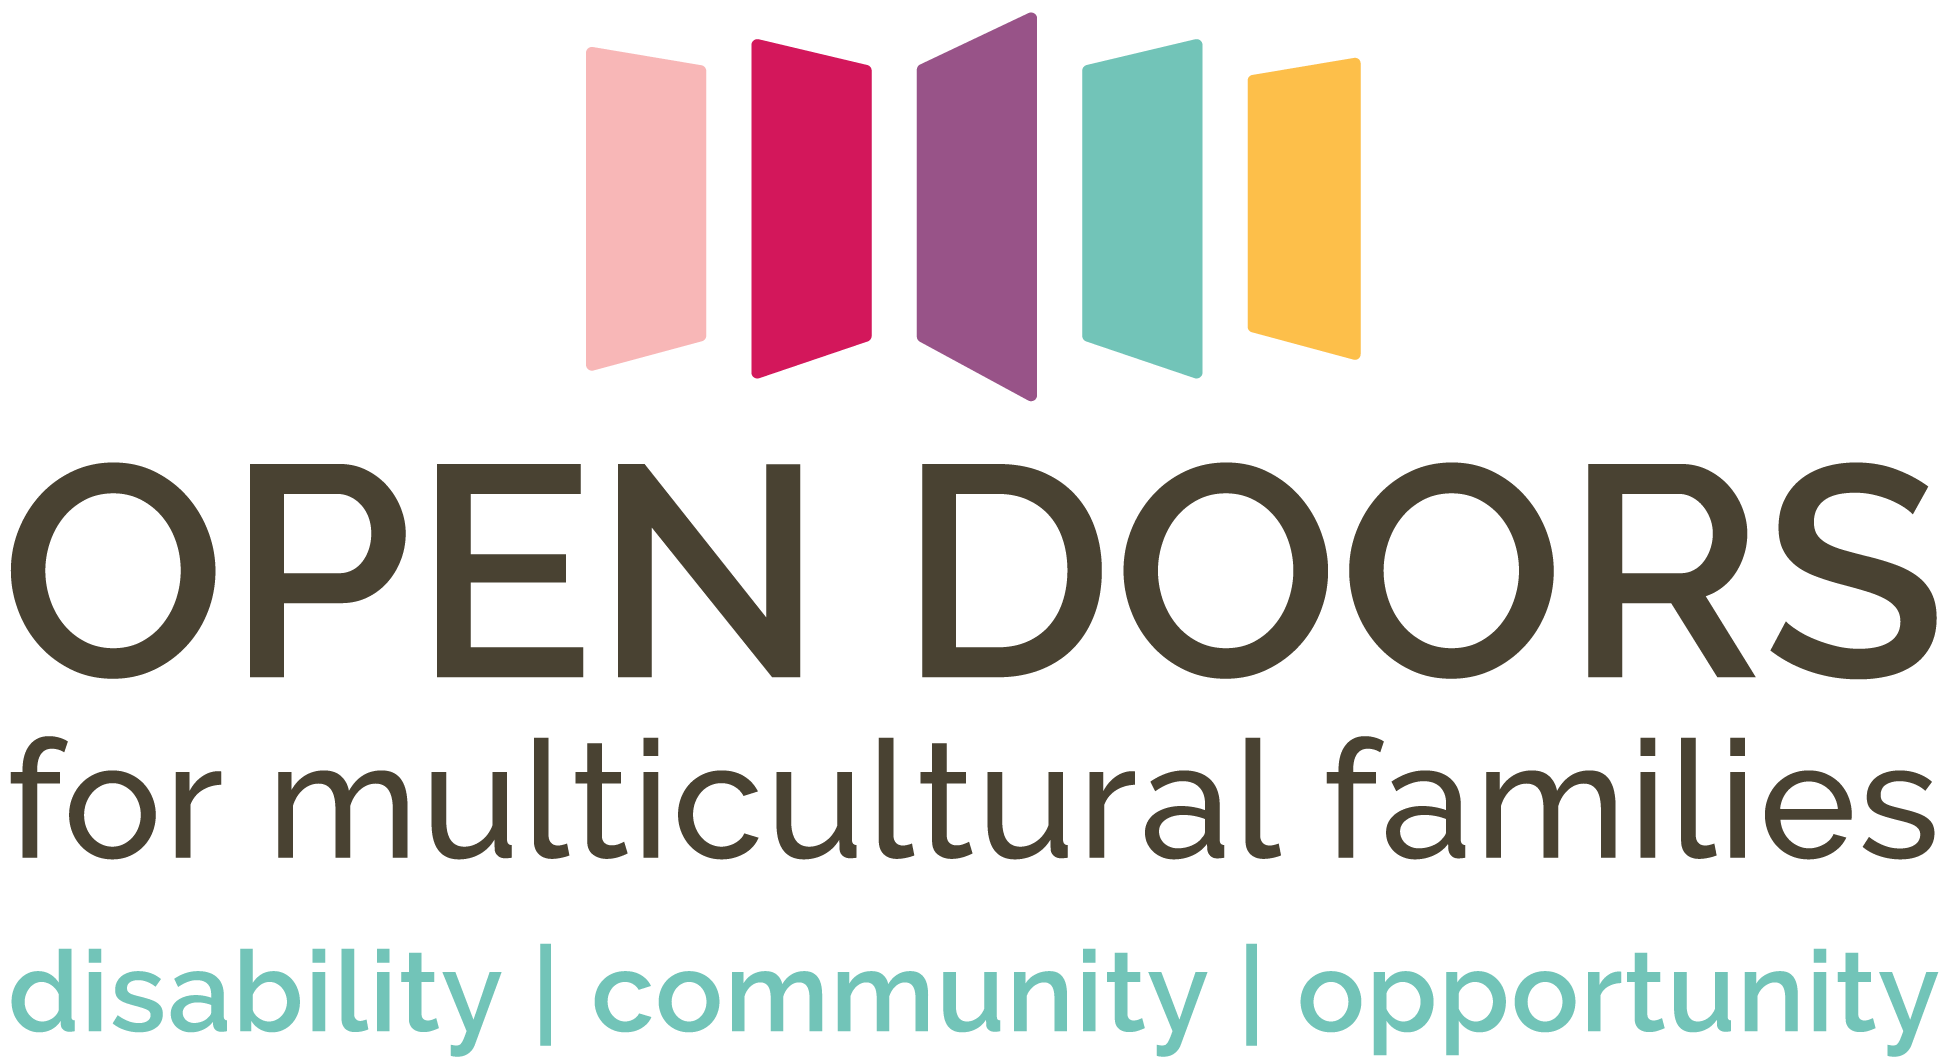 OPEN DOORS
for multicultural families
disability | community | opportunity